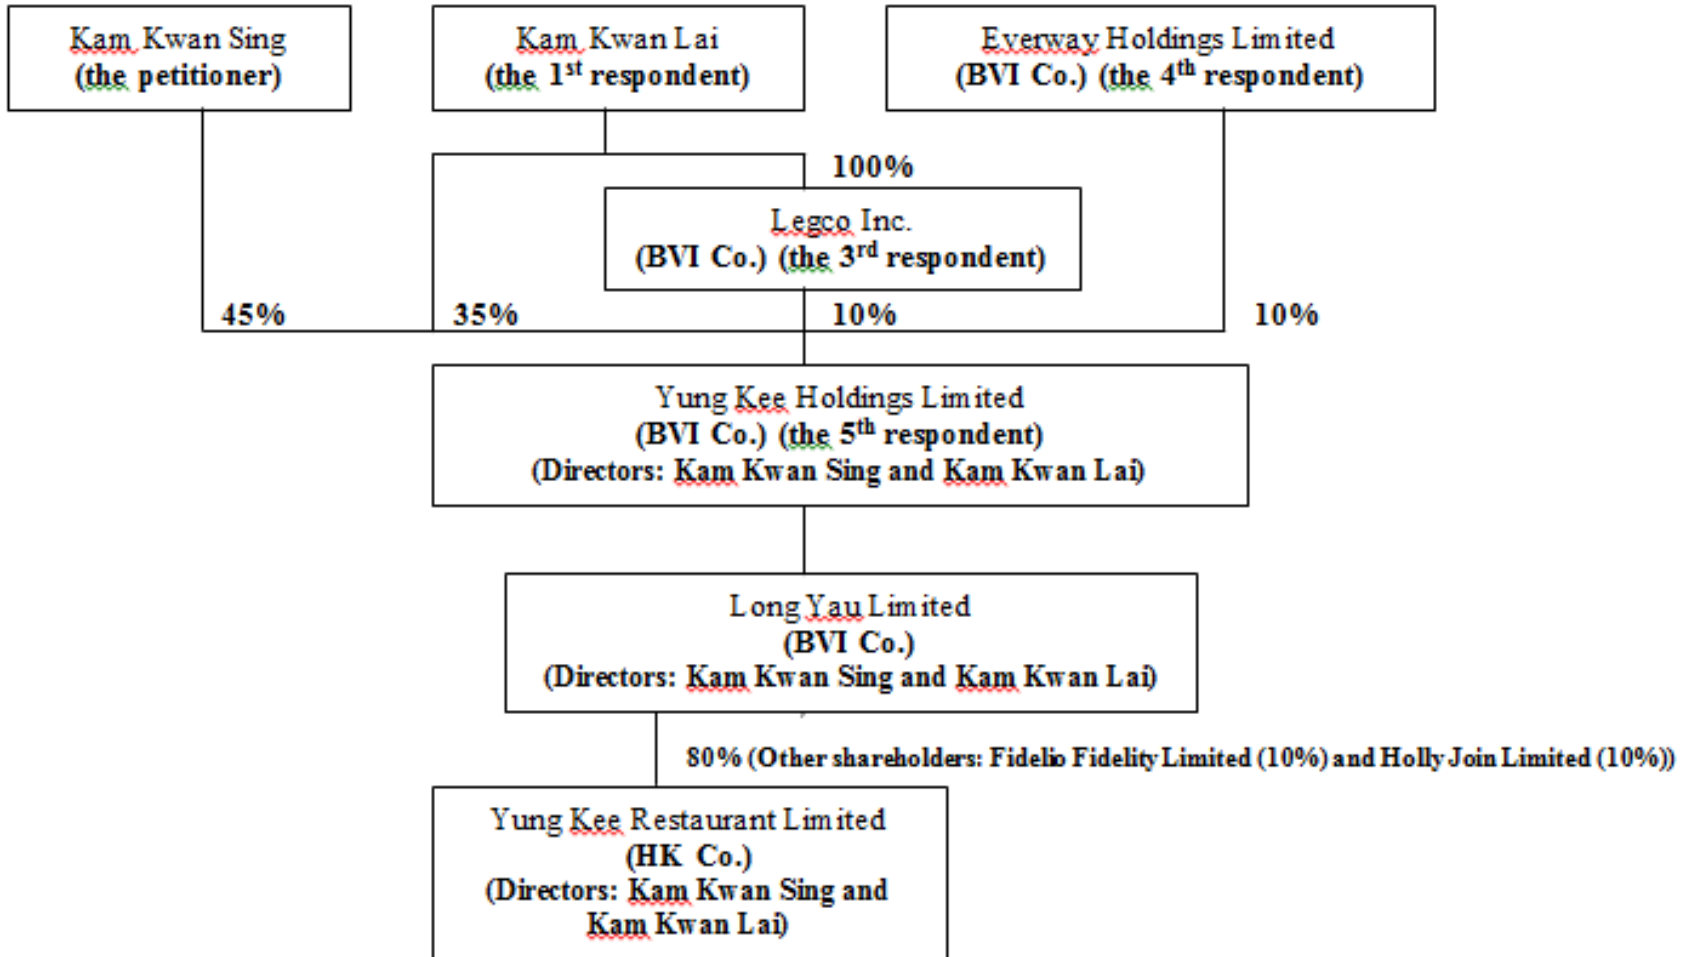 Kam Kwan Sing
(the petitioner)
Kam Kwan Lai
(the 1st respondent)
Everway Holdings Limited
(BVI Co.) (the 4th respondent)
100%
Legco Inc.
(BVI Co.) (the 3rd respondent)
45%
35%
10%
10%
Yung Kee Holdings Limited
(BVI Co.) (the 5th respondent)
(Directors: Kam Kwan Sing and Kam Kwan Lai)
Long Yau Limited
(BVI Co.)
(Directors: Kam Kwan Sing and Kam Kwan Lai)
80% (Other shareholders: Fidelio Fidelity Limited (10%) and Holly Join Limited (10%))
Yung Kee Restaurant Limited
(HK Co.)
(Directors: Kam Kwan Sing and
Kam Kwan Lai)